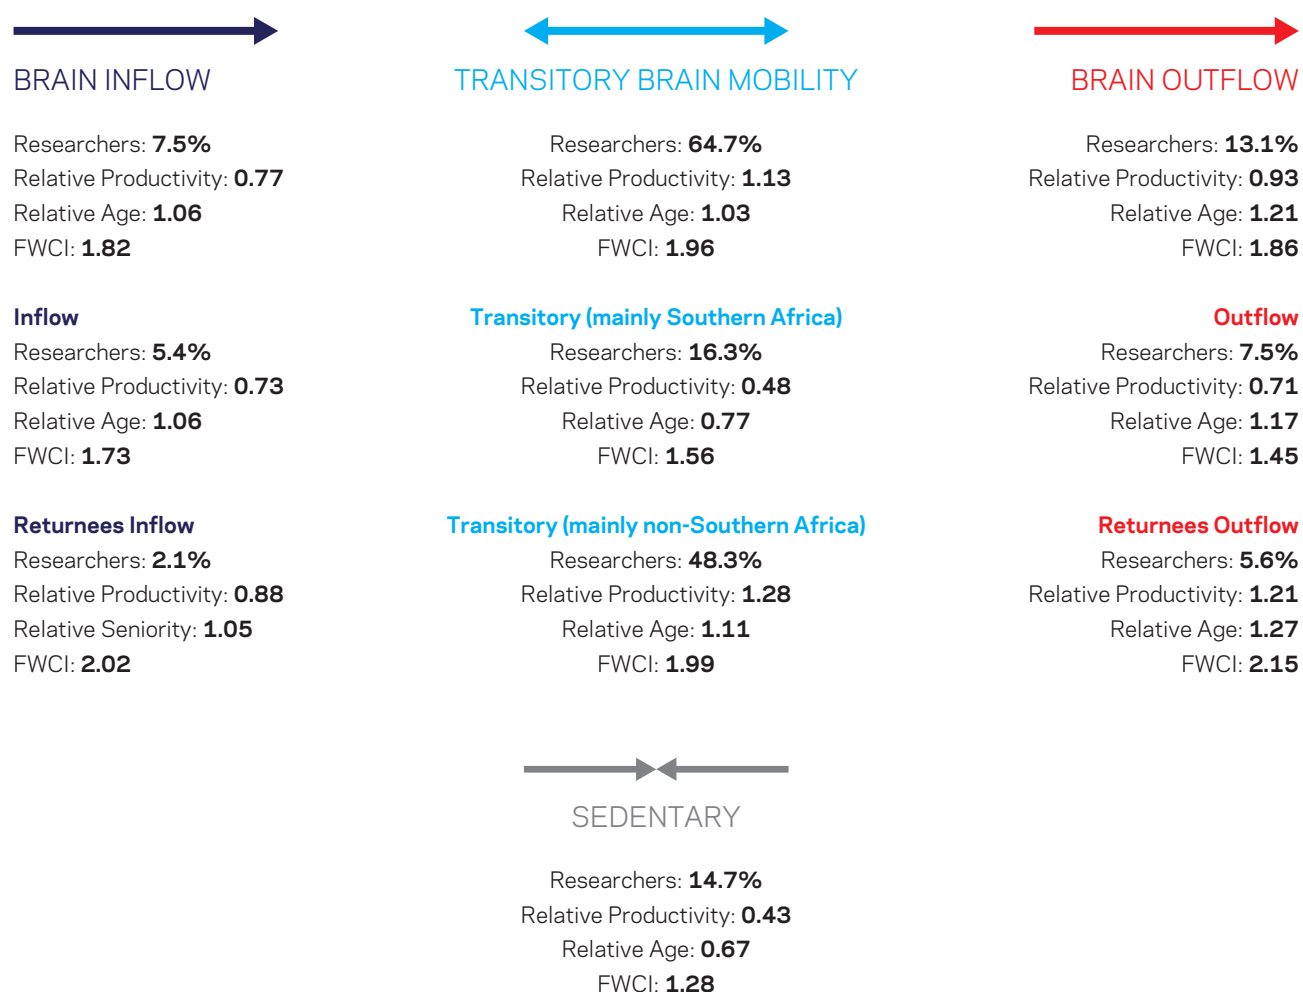 BRAIN INFLOW
Researchers: 7.5%
Relative Productivity: 0.77
Relative Age: 1.06
FWCI: 1.82
Inflow
Researchers: 5.4%
Relative Productivity: 0.73
Relative Age: 1.06
FWCI: 1.73
Returnees Inflow
Researchers: 2.1%
Relative Productivity: 0.88
Relative Seniority: 1.05
FWCI: 2.02
TRANSITORY BRAIN MOBILITY
Researchers: 64.7%
Relative Productivity: 1.13
Relative Age: 1.03
FWCI: 1.96
Transitory (mainly Southern Africa)
Researchers: 16.3%
Relative Productivity: 0.48
Relative Age: 0.77
FWCI: 1.56
Transitory (mainly non-Southern Africa)
Researchers: 48.3%
Relative Productivity: 1.28
Relative Age: 1.11
FWCI: 1.99
BRAIN OUTFLOW
Researchers: 13.1%
Relative Productivity: 0.93
Relative Age: 1.21
FWCI: 1.86
Outflow
Researchers: 7.5%
Relative Productivity: 0.71
Relative Age: 1.17
FWCI: 1.45
Returnees Outflow
Researchers: 5.6%
Relative Productivity: 1.21
Relative Age: 1.27
FWCI: 2.15
SEDENTARY
Researchers: 14.7%
Relative Productivity: 0.43
Relative Age: 0.67
FWCI: 1.28